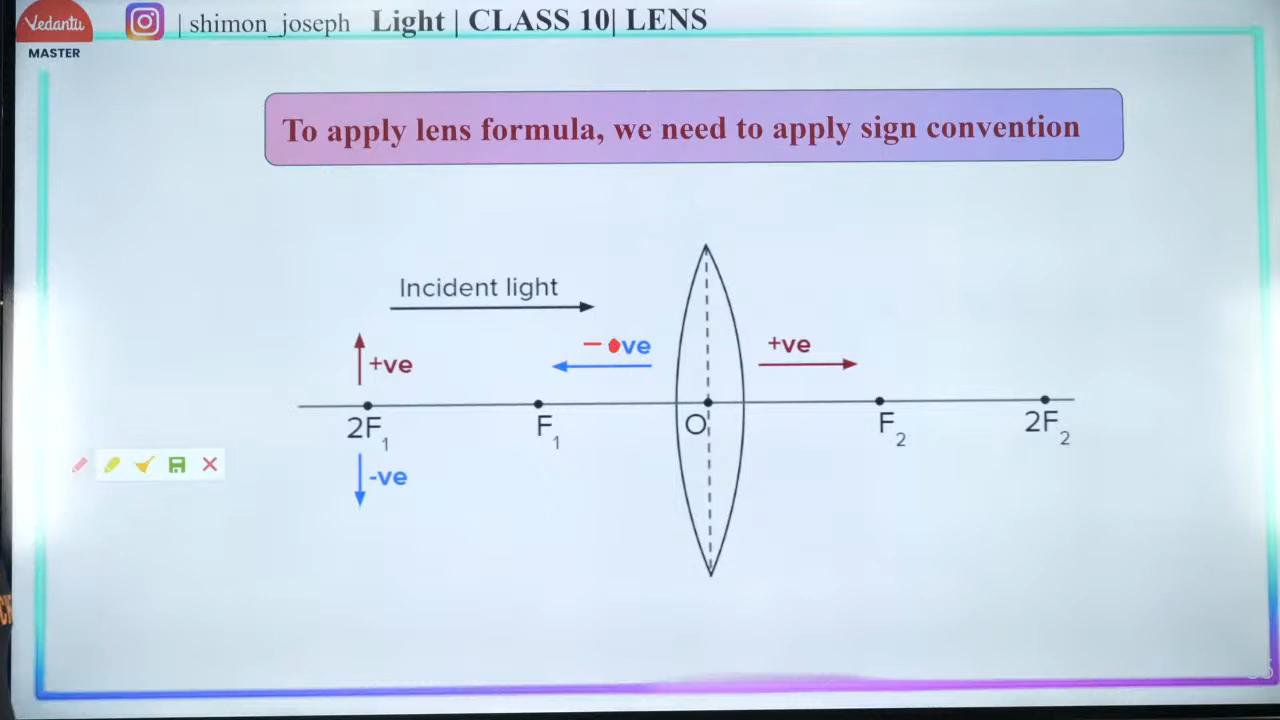 Vedantu
MASTER
| shimon_joseph
Light | CLASS 10| LENS
To apply lens formula, we need to apply sign convention
Incident light
+ve
− ve
+ve
2F1
F1
O
F2
2F2
-ve